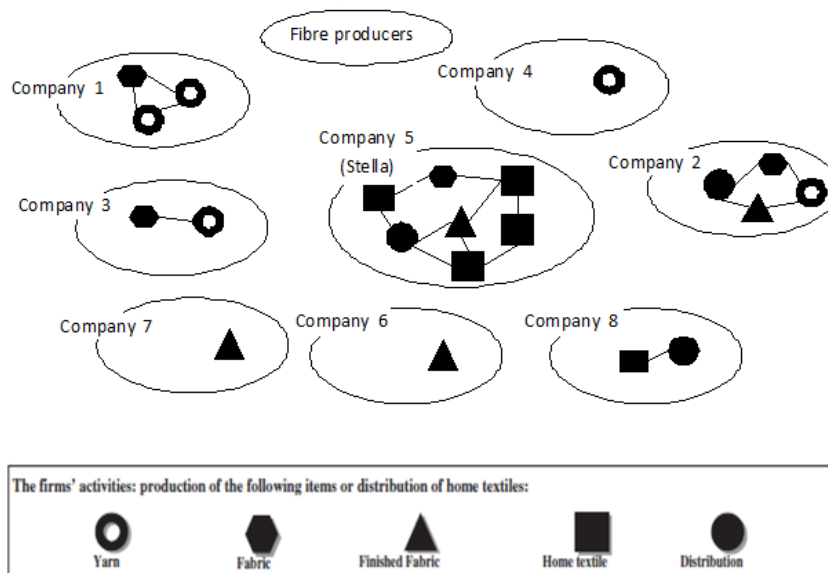 Fibre producers
Company 1
Company 4
Company 5
(Stella)
Company 2
Company 3
Company 7
Company 6
Company 8
The firms' activities: production of the following items or distribution of home textiles:
Yarn
Fabric
Finished Fabric
Home textile
Distribution